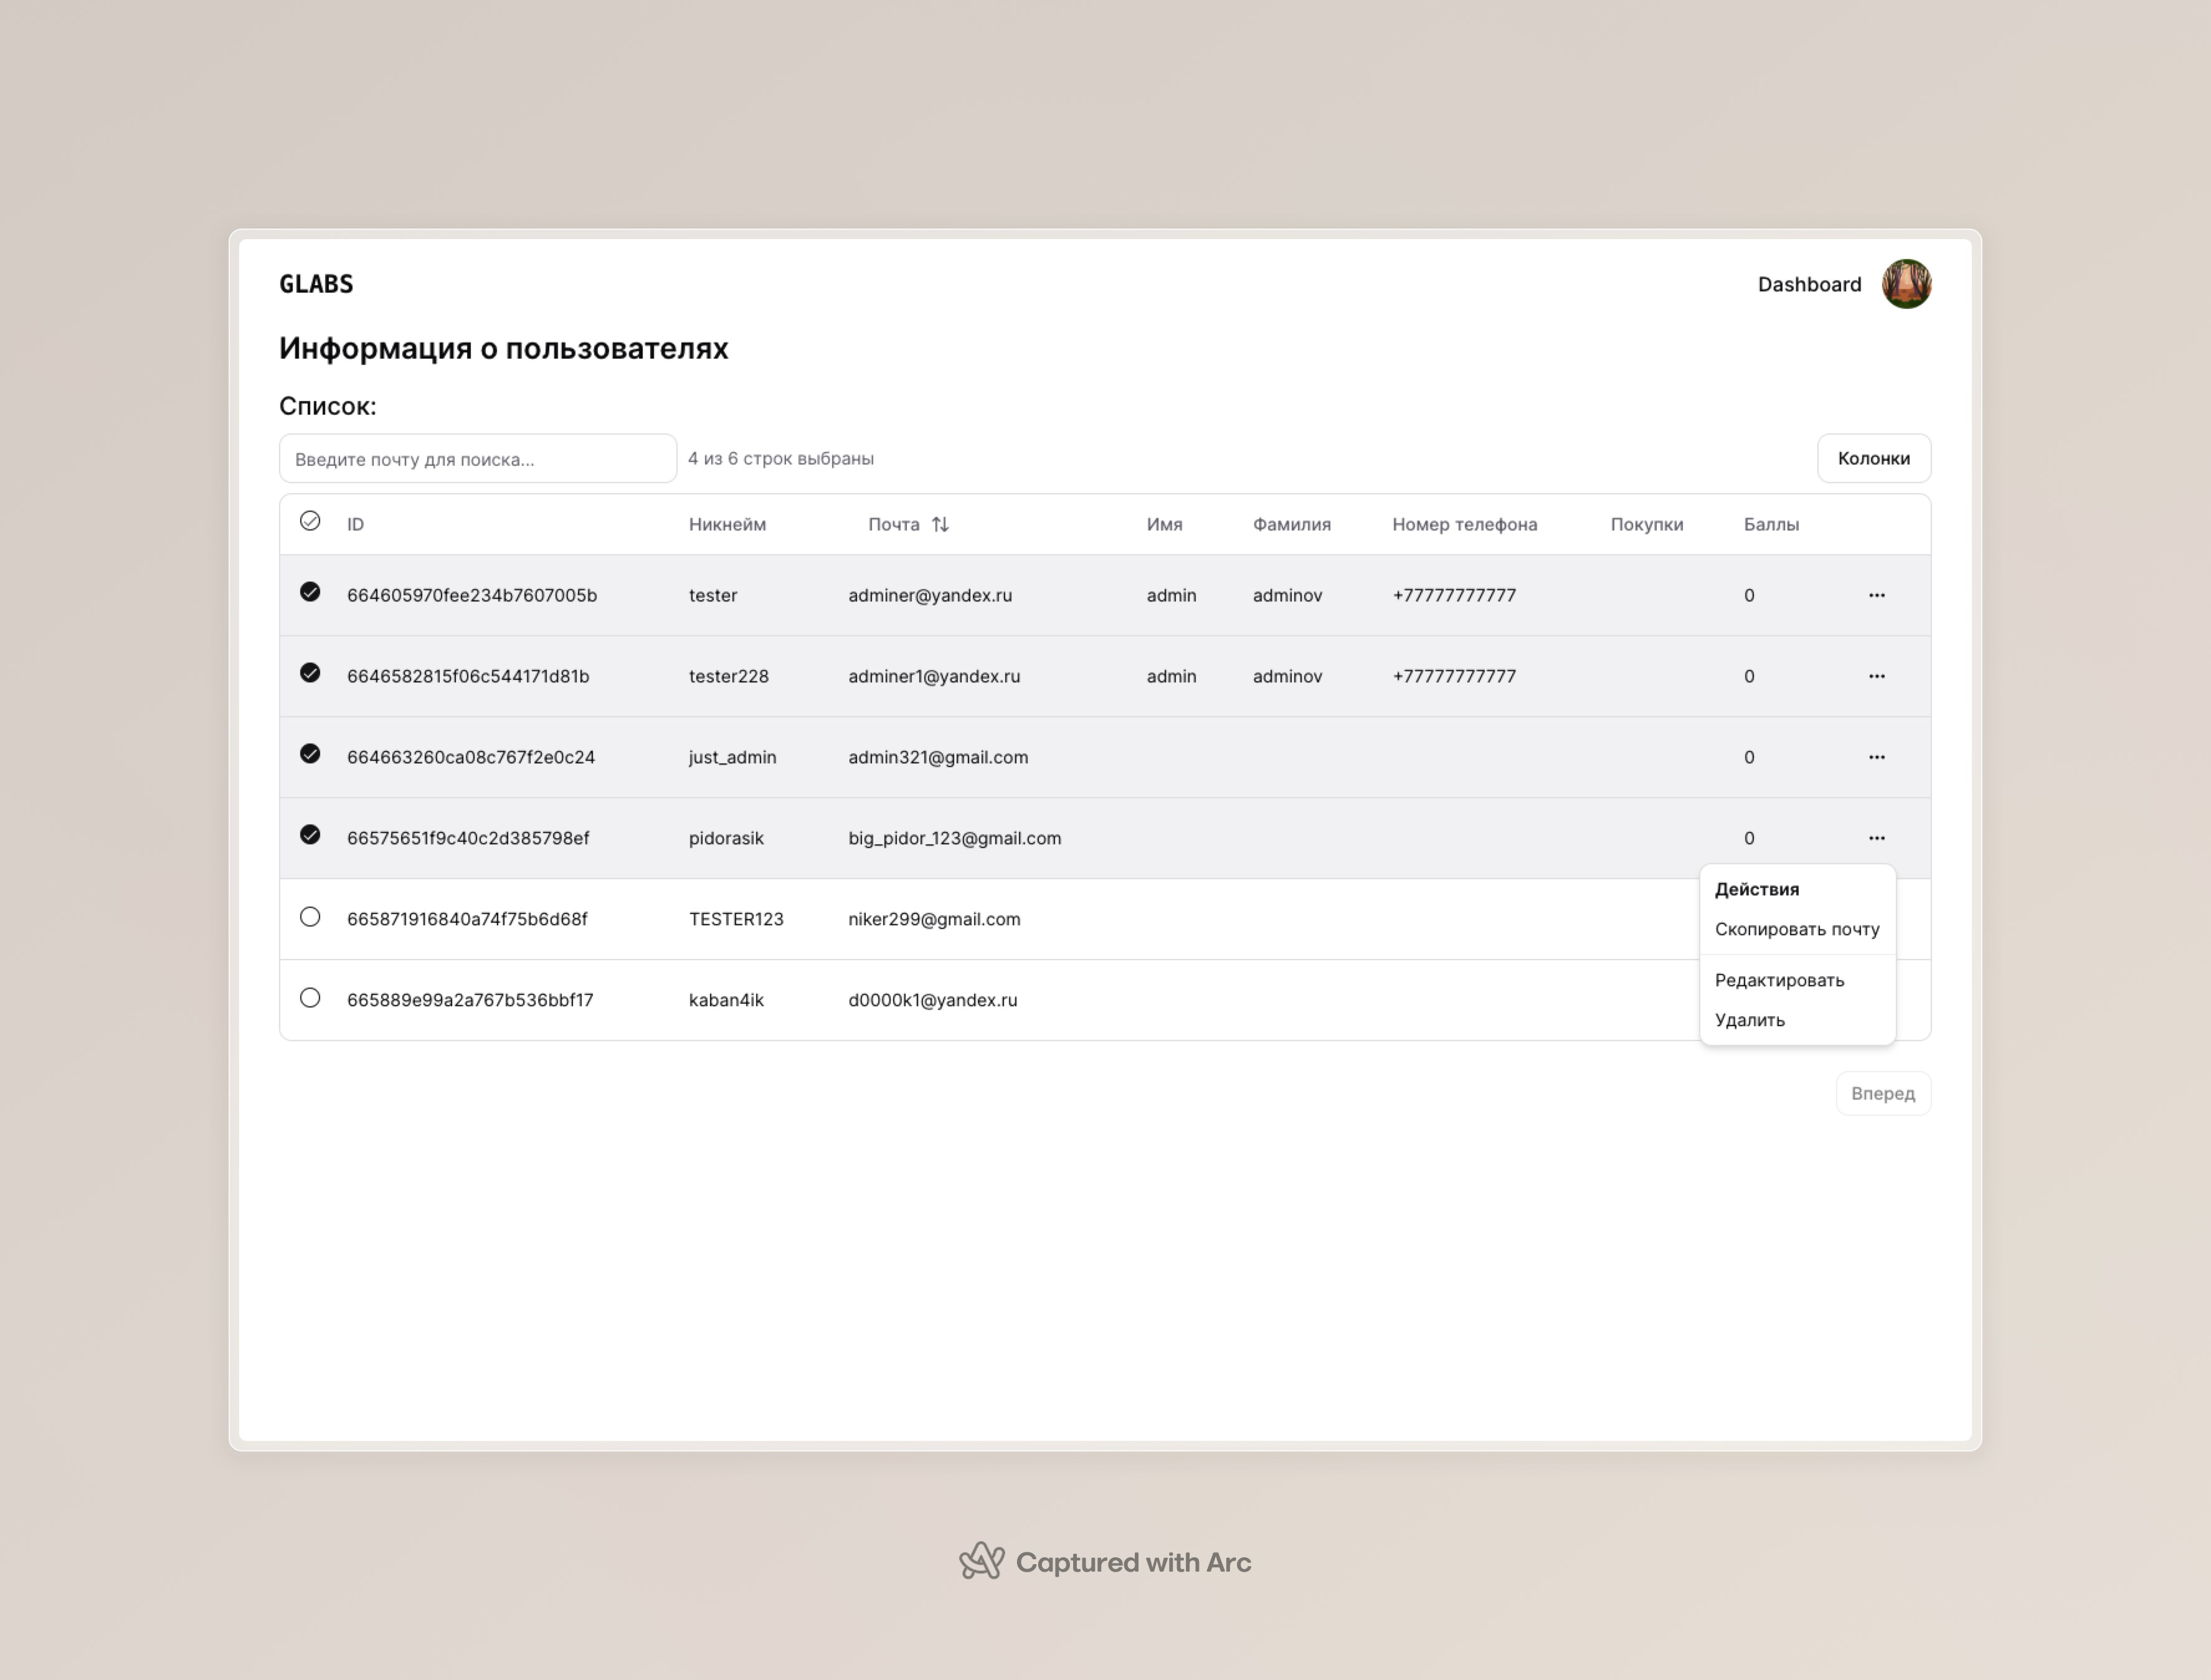 GLABS Dashboard
Информация о пользователях
Список:
Введите почту для поиска... 4 из 6 строк выбраны Колонки
ID Никнейм Почта Имя Фамилия Номер телефона Покупки Баллы
664605970fee234b7607005b tester adminer@yandex.ru admin adminov +77777777777 0 ···
6646582815f06c544171d81b tester228 adminer1@yandex.ru admin adminov +77777777777 0 ···
664663260ca08c767f2e0c24 just_admin admin321@gmail.com 0 ···
66575651f9c40c2d385798ef pidorasik big_pidor_123@gmail.com 0 ···
665871916840a74f75b6d68f TESTER123 niker299@gmail.com
665889e99a2a767b536bbf17 kaban4ik d0000k1@yandex.ru
Действия
Скопировать почту
Редактировать
Удалить
Вперед
Captured with Arc